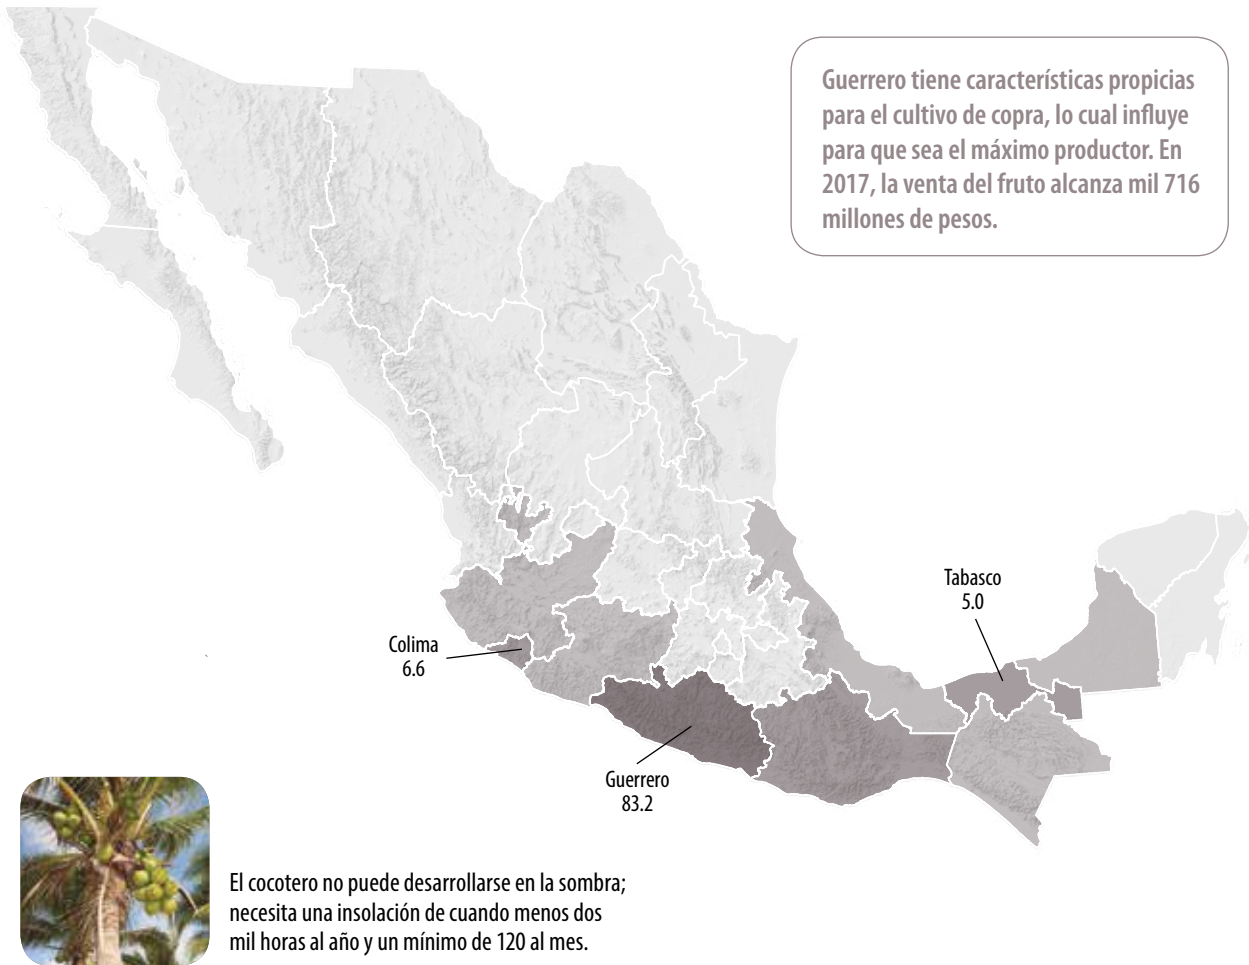 Guerrero tiene características propicias
para el cultivo de copra, lo cual influye
para que sea el máximo productor. En
2017, la venta del fruto alcanza mil 716
millones de pesos.
Tabasco
5.0
Colima
6.6
Guerrero
83.2
El cocotero no puede desarrollarse en la sombra;
necesita una insolación de cuando menos dos
mil horas al año y un mínimo de 120 al mes.